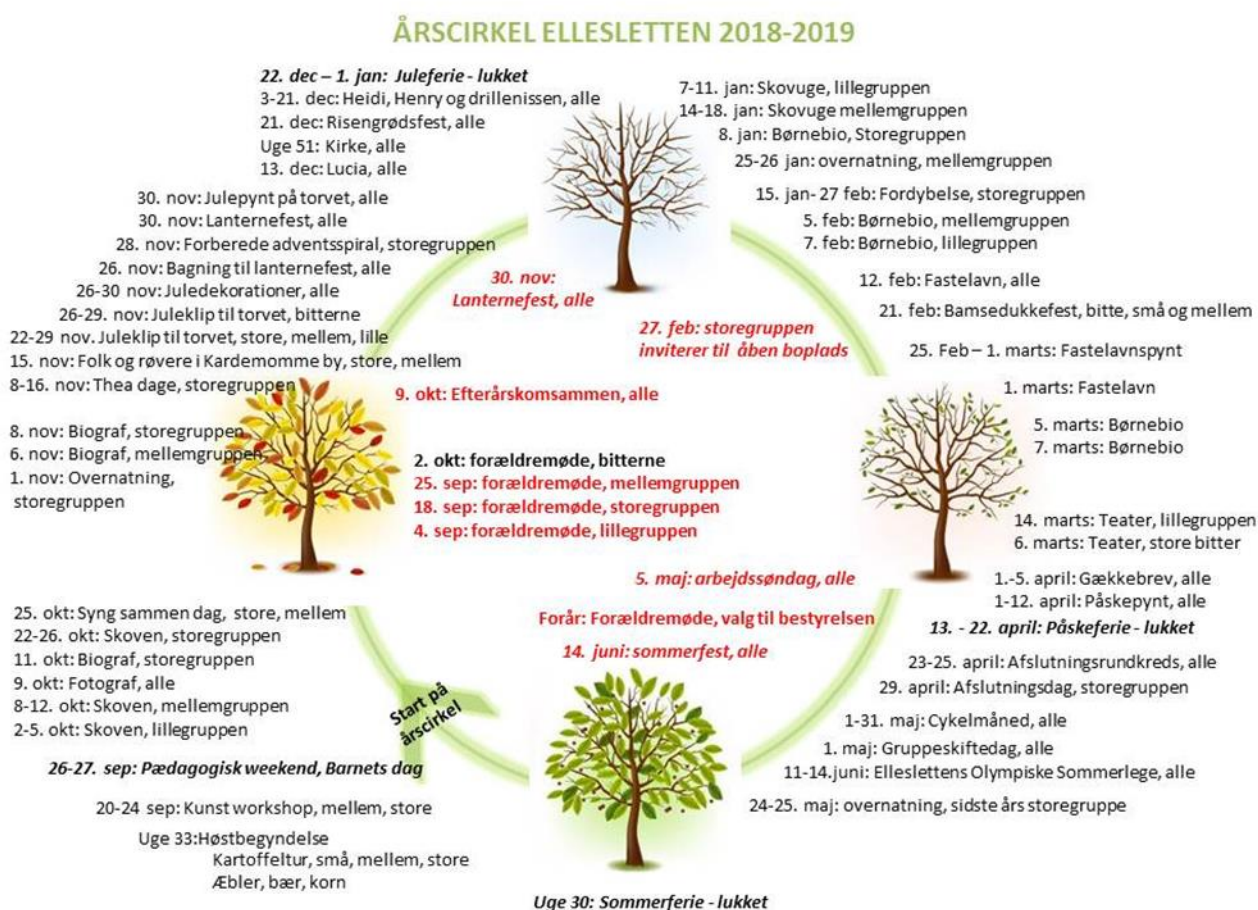 ÅRSCIRKEL ELLESLETTEN 2018-2019
22. dec – 1. jan: Juleferie - lukket
3-21. dec: Heidi, Henry og drillenissen, alle
21. dec: Risengrødsfest, alle
Uge 51: Kirke, alle
13. dec: Lucia, alle
30. nov: Julepynt på torvet, alle
30. nov: Lanternefest, alle
28. nov: Forberede adventsspiral, storegruppen
26. nov: Bagning til lanternefest, alle
26-30 nov: Juledekorationer, alle
26-29. nov: Juleklip til torvet, bitterne
22-29 nov. Juleklip til torvet, store, mellem, lille
15. nov: Folk og røvere i Kardemomme by, store, mellem
8-16. nov: Thea dage, storegruppen
8. nov: Biograf, storegruppen
6. nov: Biograf, mellemgruppen,
1. nov: Overnatning,
storegruppen
25. okt: Syng sammen dag, store, mellem
22-26. okt: Skoven, storegruppen
11. okt: Biograf, storegruppen
9. okt: Fotograf, alle
8-12. okt: Skoven, mellemgruppen
2-5. okt: Skoven, lillegruppen
26-27. sep: Pædagogisk weekend, Barnets dag
20-24 sep: Kunst workshop, mellem, store
Uge 33:Høstbegyndelse
Kartoffeltur, små, mellem, store
Æbler, bær, korn
30. nov:
Lanternefest, alle
27. feb: storegruppen
inviterer til åben boplads
9. okt: Efterårskomsammen, alle
2. okt: forældremøde, bitterne
25. sep: forældremøde, mellemgruppen
18. sep: forældremøde, storegruppen
4. sep: forældremøde, lillegruppen
5. maj: arbejdssøndag, alle
Forår: Forældremøde, valg til bestyrelsen
14. juni: sommerfest, alle
Start på
årscirkel
7-11. jan: Skovuge, lillegruppen
14-18. jan: Skovuge mellemgruppen
8. jan: Børnebio, Storegruppen
25-26 jan: overnatning, mellemgruppen
15. jan- 27 feb: Fordybelse, storegruppen
5. feb: Børnebio, mellemgruppen
7. feb: Børnebio, lillegruppen
12. feb: Fastelavn, alle
21. feb: Bamsedukkefest, bitte, små og mellem
25. Feb – 1. marts: Fastelavnspynt
1. marts: Fastelavn
5. marts: Børnebio
7. marts: Børnebio
14. marts: Teater, lillegruppen
6. marts: Teater, store bitter
1.-5. april: Gækkebrev, alle
1-12. april: Påskepynt, alle
13. - 22. april: Påskeferie - lukket
23-25. april: Afslutningsrundkreds, alle
29. april: Afslutningsdag, storegruppen
1-31. maj: Cykelmåned, alle
1. maj: Gruppeskiftedag, alle
11-14.juni: Elleslettens Olympiske Sommerlege, alle
24-25. maj: overnatning, sidste års storegruppe
Uge 30: Sommerferie - lukket